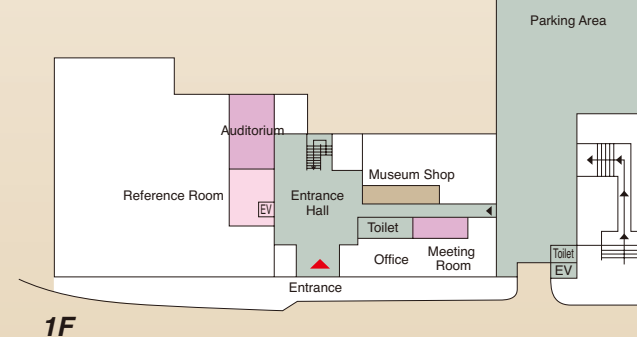 Parking Area
Auditorium
Museum Shop
Reference Room
EV
Entrance
Hall
Toilet
Office
Meeting
Room
Toilet
EV
Entrance
1F